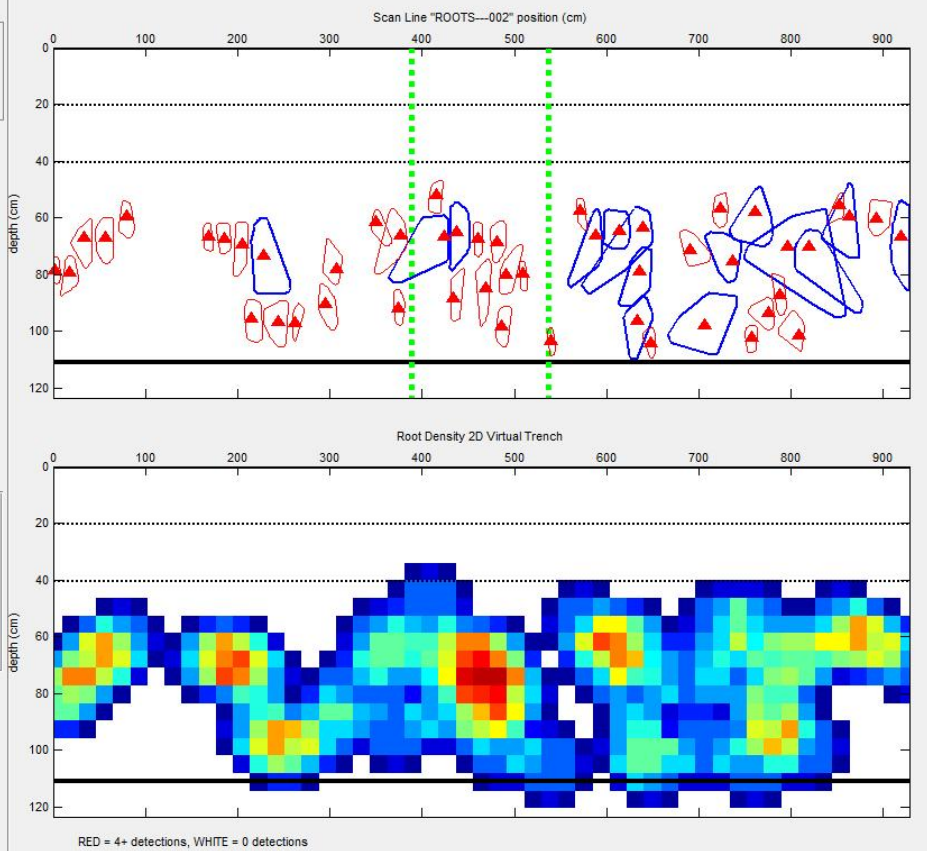 Scan Line "ROOTS---002" position (cm)
0 100 200 300 400 500 600 700 800 900
0
20
40
60
80
100
120
depth (cm)
Root Density 2D Virtual Trench
0 100 200 300 400 500 600 700 800 900
0
20
40
60
80
100
120
depth (cm)
RED = 4+ detections, WHITE = 0 detections